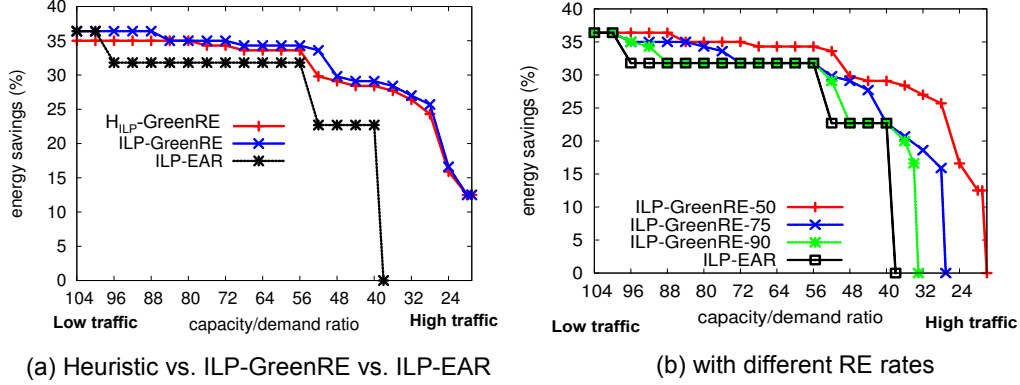 40
35
30
25
20
15
10
5
0
energy savings (%)
H_ILP-GreenRE
ILP-GreenRE
ILP-EAR
104 96 88 80 72 64 56 48 40 32 24
Low traffic capacity/demand ratio High traffic
(a) Heuristic vs. ILP-GreenRE vs. ILP-EAR
40
35
30
25
20
15
10
5
0
energy savings (%)
ILP-GreenRE-50
ILP-GreenRE-75
ILP-GreenRE-90
ILP-EAR
104 96 88 80 72 64 56 48 40 32 24
Low traffic capacity/demand ratio High traffic
(b) with different RE rates